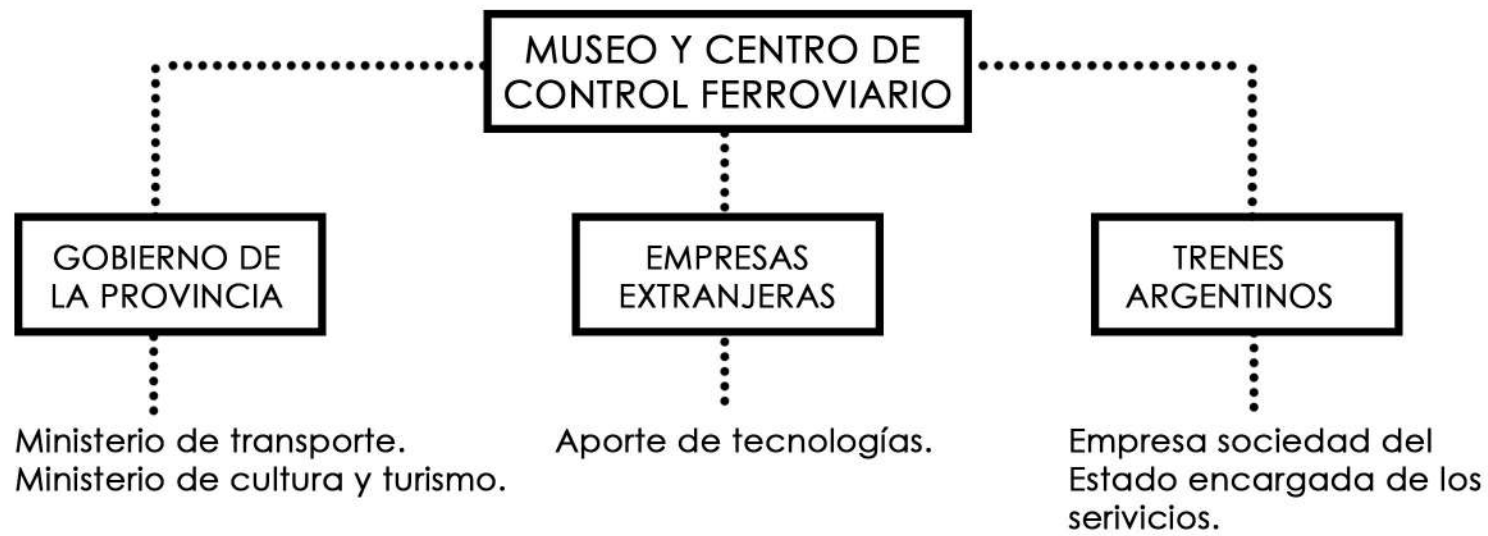 MUSEO Y CENTRO DE
CONTROL FERROVIARIO
GOBIERNO DE
LA PROVINCIA
EMPRESAS
EXTRANJERAS
TRENES
ARGENTINOS
Ministerio de transporte.
Ministerio de cultura y turismo.
Aporte de tecnologías.
Empresa sociedad del
Estado encargada de los
serivicios.